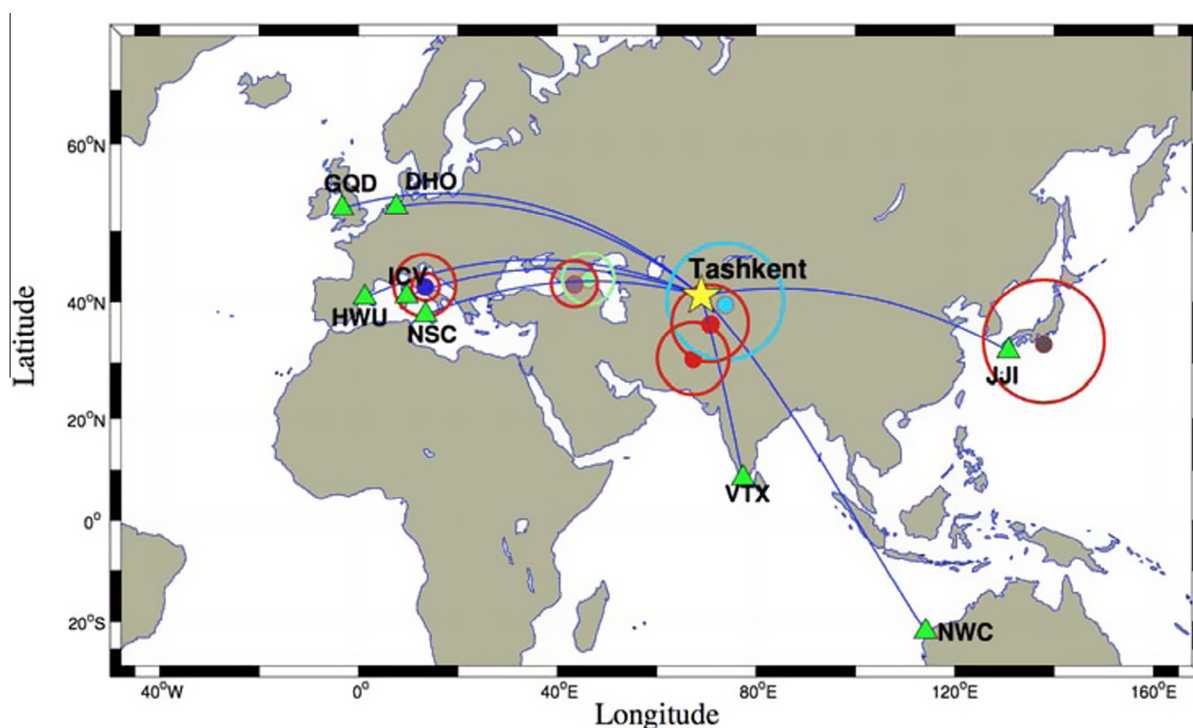 60°N
40°N
20°N
0°
20°S
Latitude
GQD
DHO
ICV
HWU
NSC
Tashkent
JJI
VTX
NWC
40°W
0°
40°E
80°E
120°E
160°E
Longitude